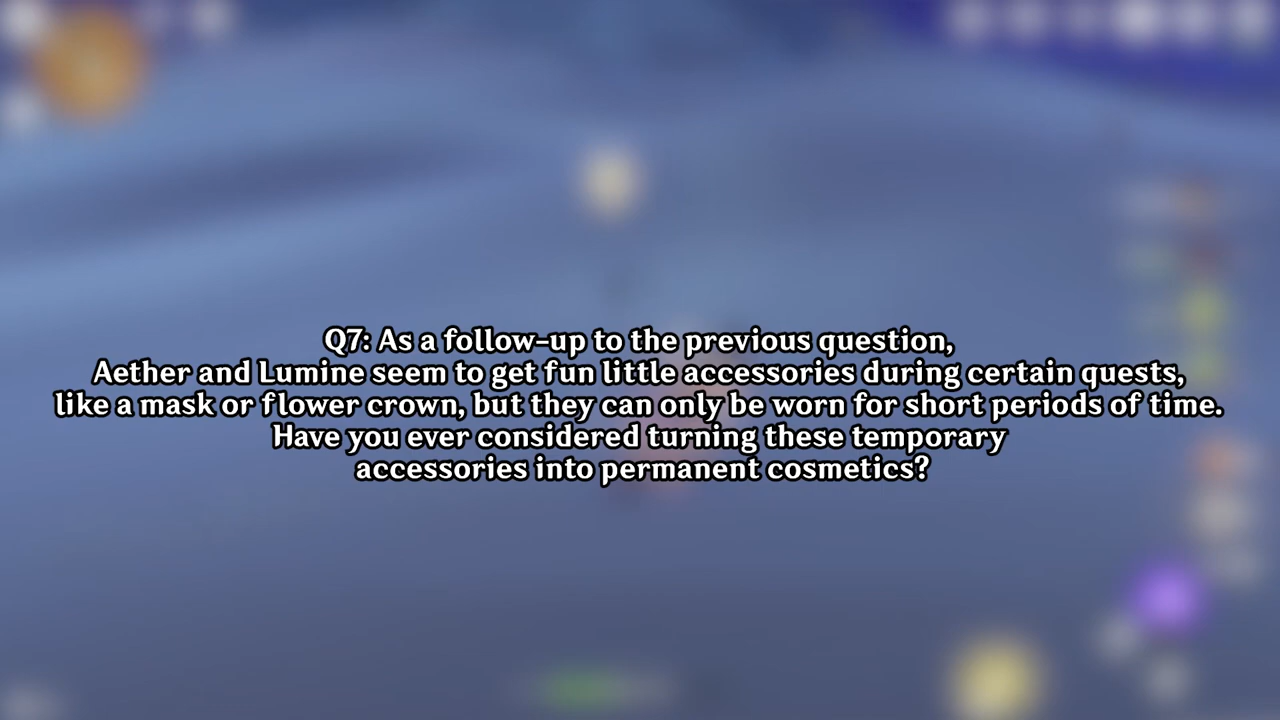 Q7: As a follow-up to the previous question,
Aether and Lumine seem to get fun little accessories during certain quests,
like a mask or flower crown, but they can only be worn for short periods of time.
Have you ever considered turning these temporary
accessories into permanent cosmetics?